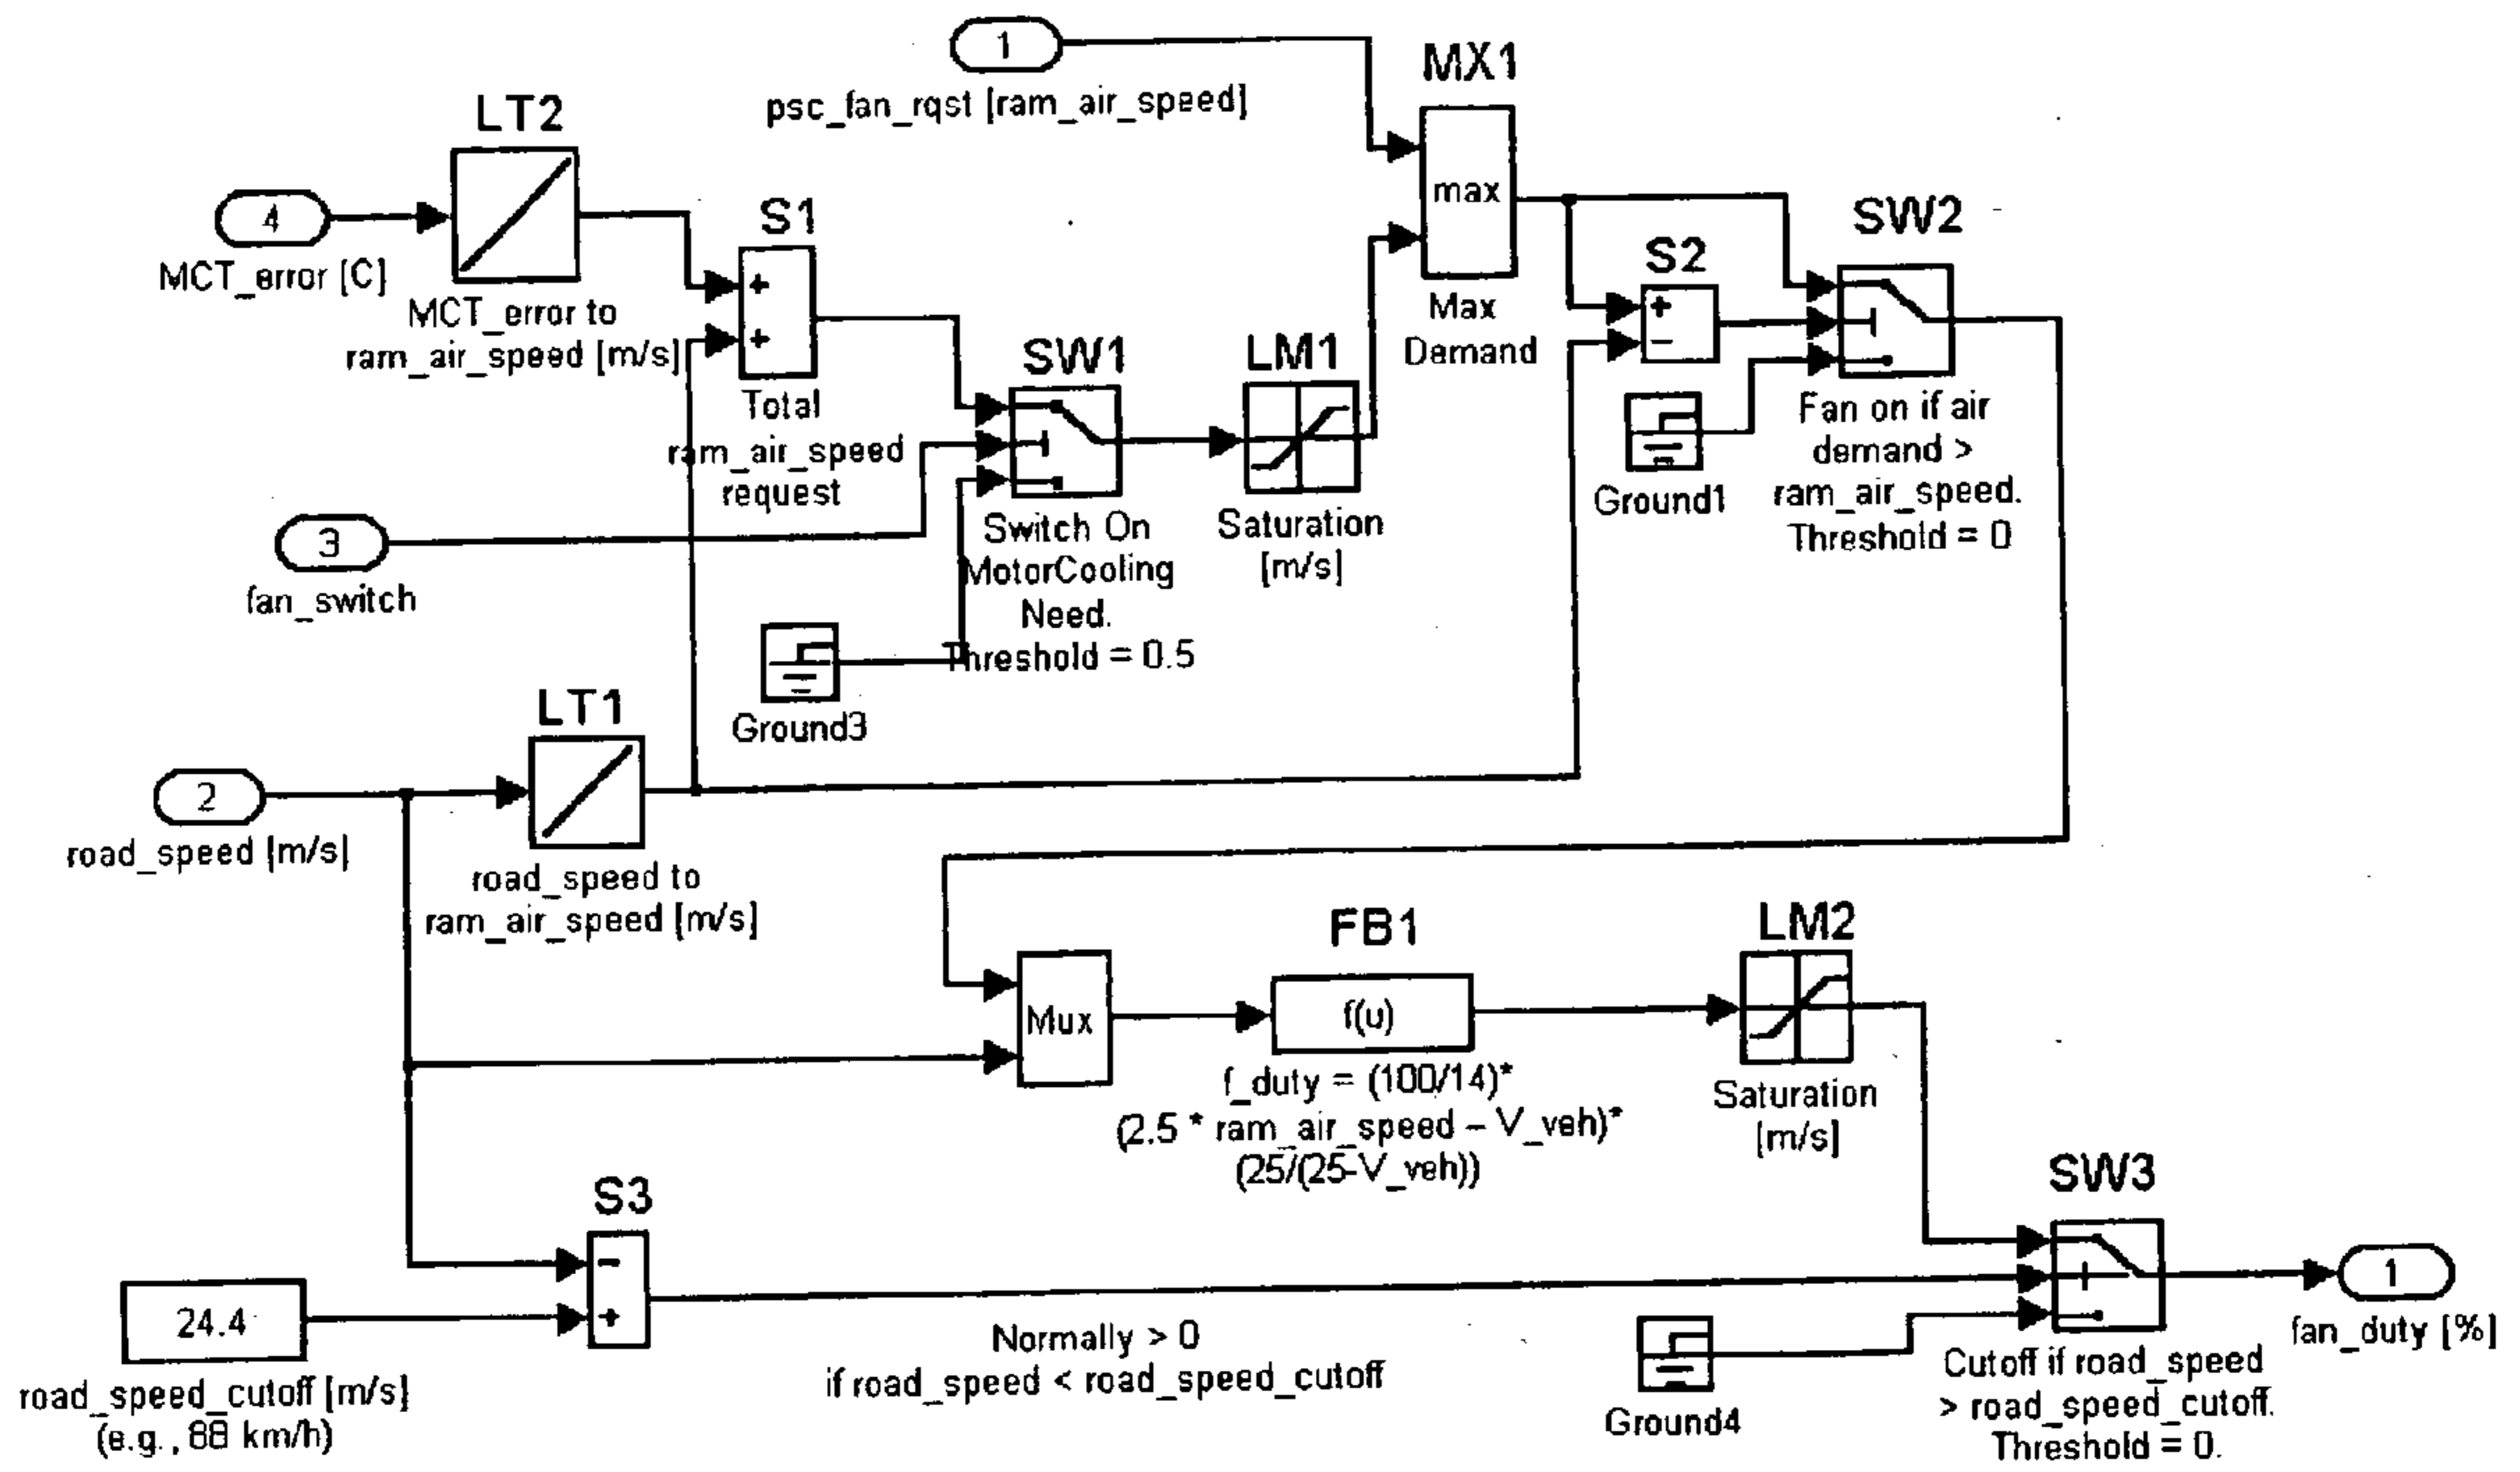 1
psc_fan_rqst [ram_air_speed]
MX1
max
Max
Demand
LT2
4
MCT_error [C]
MCT_error to
ram_air_speed [m/s]
S1
+
+
Total
ram_air_speed
request
SW1
Switch On
MotorCooling
Need.
Threshold = 0.5
LM1
Saturation
[m/s]
S2
+
−
SW2
Fan on if air
demand >
ram_air_speed.
Threshold = 0
Ground1
3
fan_switch
Ground3
LT1
2
road_speed [m/s]
road_speed to
ram_air_speed [m/s]
Mux
FB1
f(u)
f_duty = (100/14)*
(2.5 * ram_air_speed – V_veh)*
(25/(25-V_veh))
LM2
Saturation
[m/s]
S3
−
+
24.4
road_speed_cutoff [m/s]
(e.g., 88 km/h)
Normally > 0
if road_speed < road_speed_cutoff
Ground4
SW3
Cutoff if road_speed
> road_speed_cutoff.
Threshold = 0.
1
fan_duty [%]